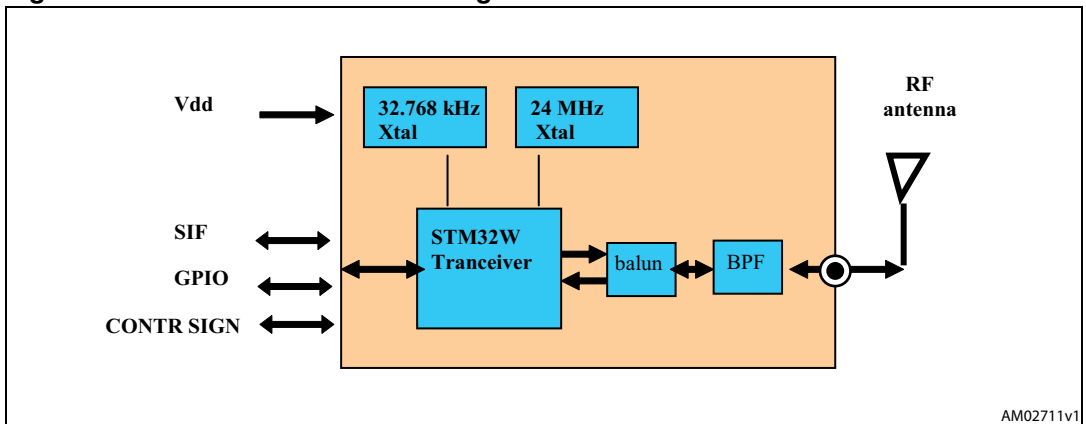 Vdd
32.768 kHz
Xtal
24 MHz
Xtal
RF
antenna
SIF
GPIO
CONTR SIGN
STM32W
Tranceiver
balun
BPF
AM02711v1